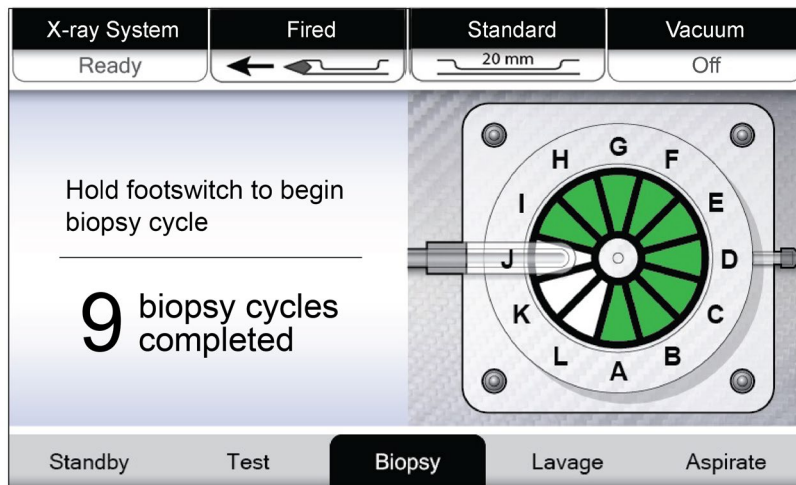 X-ray System
Fired
Standard
Vacuum
Ready
20 mm
Off
Hold footswitch to begin
biopsy cycle
9 biopsy cycles
completed
G
H
F
I
E
J
D
K
C
L
B
A
Standby
Test
Biopsy
Lavage
Aspirate